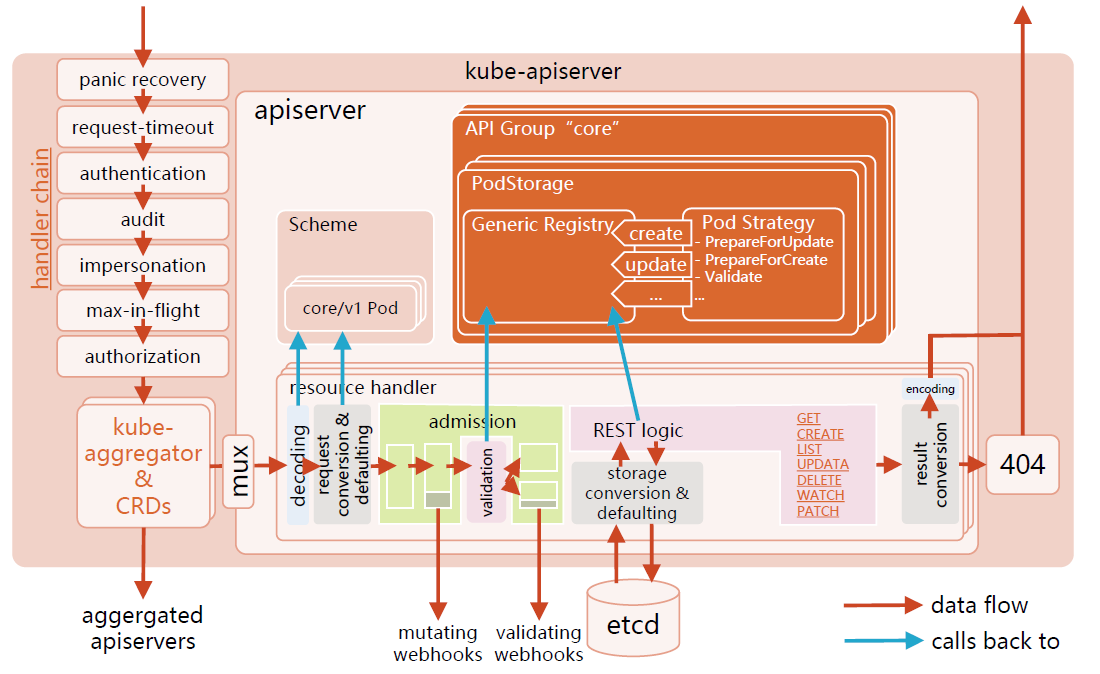 kube-apiserver
handler chain
panic recovery
request-timeout
authentication
audit
impersonation
max-in-flight
authorization
kube-
aggregator
&
CRDs
aggergated
apiservers
mux
apiserver
Scheme
core/v1 Pod
API Group “core”
PodStorage
Generic Registry
create
update
...
Pod Strategy
- PrepareForUpdate
- PrepareForCreate
- Validate
...
resource handler
decoding
request
conversion &
defaulting
admission
validation
mutating
webhooks
validating
webhooks
REST logic
storage
conversion &
defaulting
etcd
GET
CREATE
LIST
UPDATA
DELETE
WATCH
PATCH
encoding
result
conversion
404
data flow
calls back to